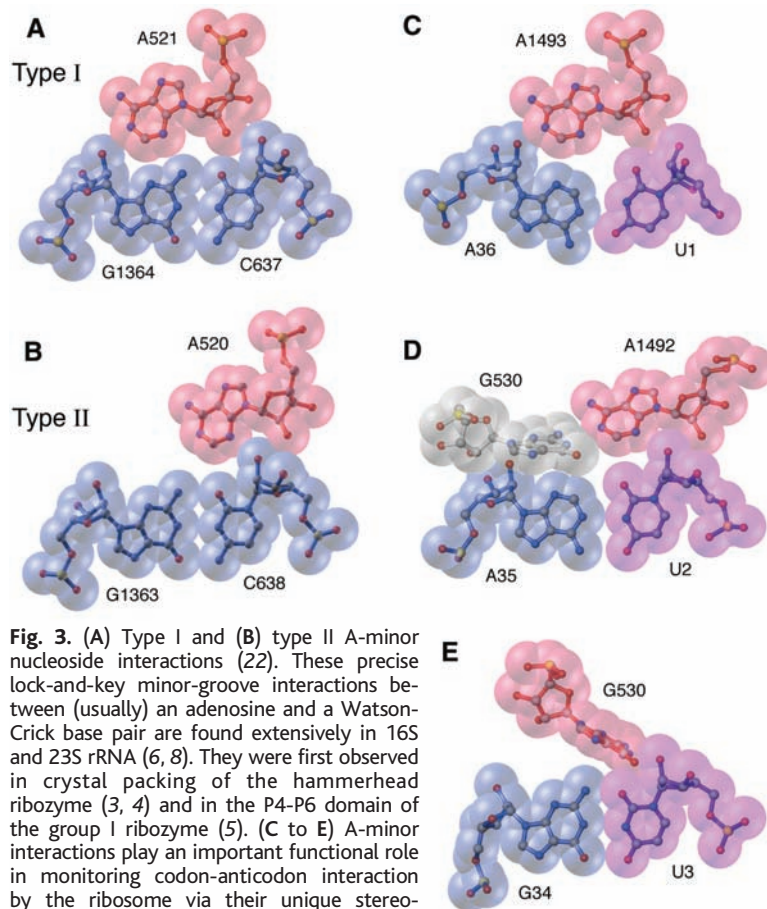 A
A521
Type I
G1364
C637
C
A1493
A36
U1
B
A520
Type II
G1363
C638
D
G530
A1492
A35
U2
Fig. 3. (A) Type I and (B) type II A-minor
nucleoside interactions (22). These precise
lock-and-key minor-groove interactions be-
tween (usually) an adenosine and a Watson-
Crick base pair are found extensively in 16S
and 23S rRNA (6, 8). They were first observed
in crystal packing of the hammerhead
ribozyme (3, 4) and in the P4-P6 domain of
the group I ribozyme (5). (C to E) A-minor
interactions play an important functional role
in monitoring codon-anticodon interaction
by the ribosome via their unique stereo-
E
G530
G34
U3